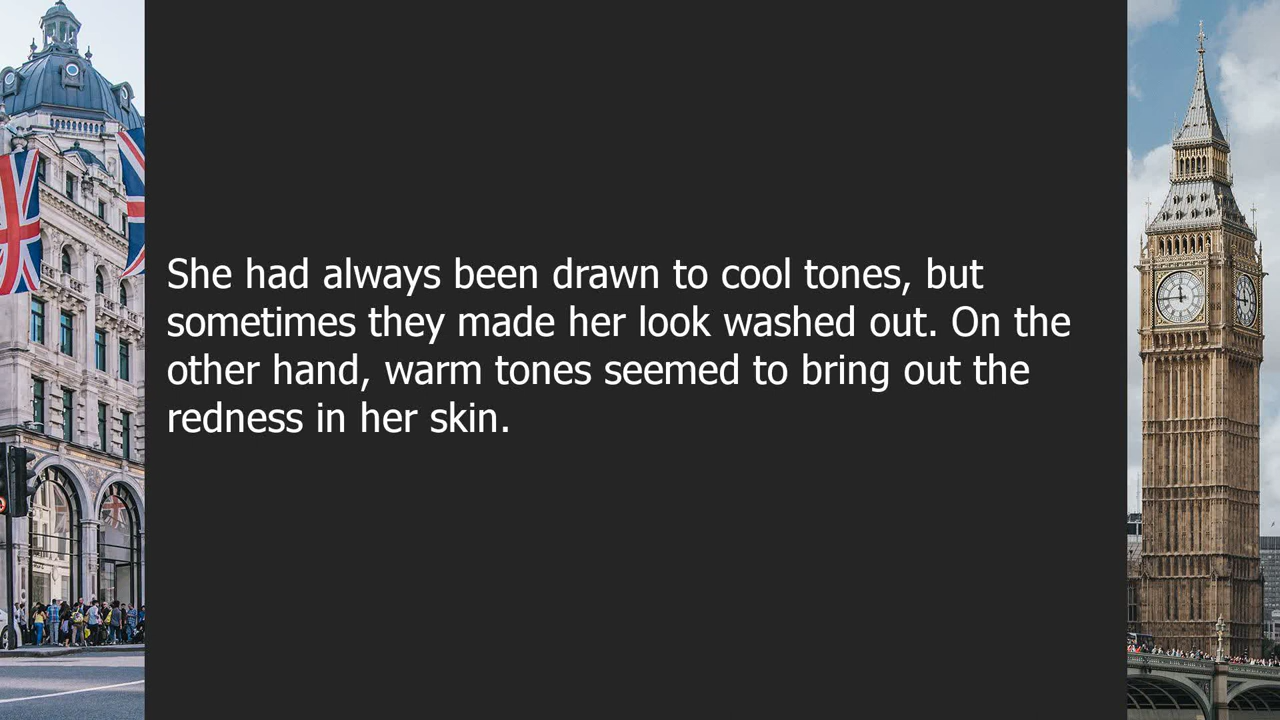 She had always been drawn to cool tones, but
sometimes they made her look washed out. On the
other hand, warm tones seemed to bring out the
redness in her skin.